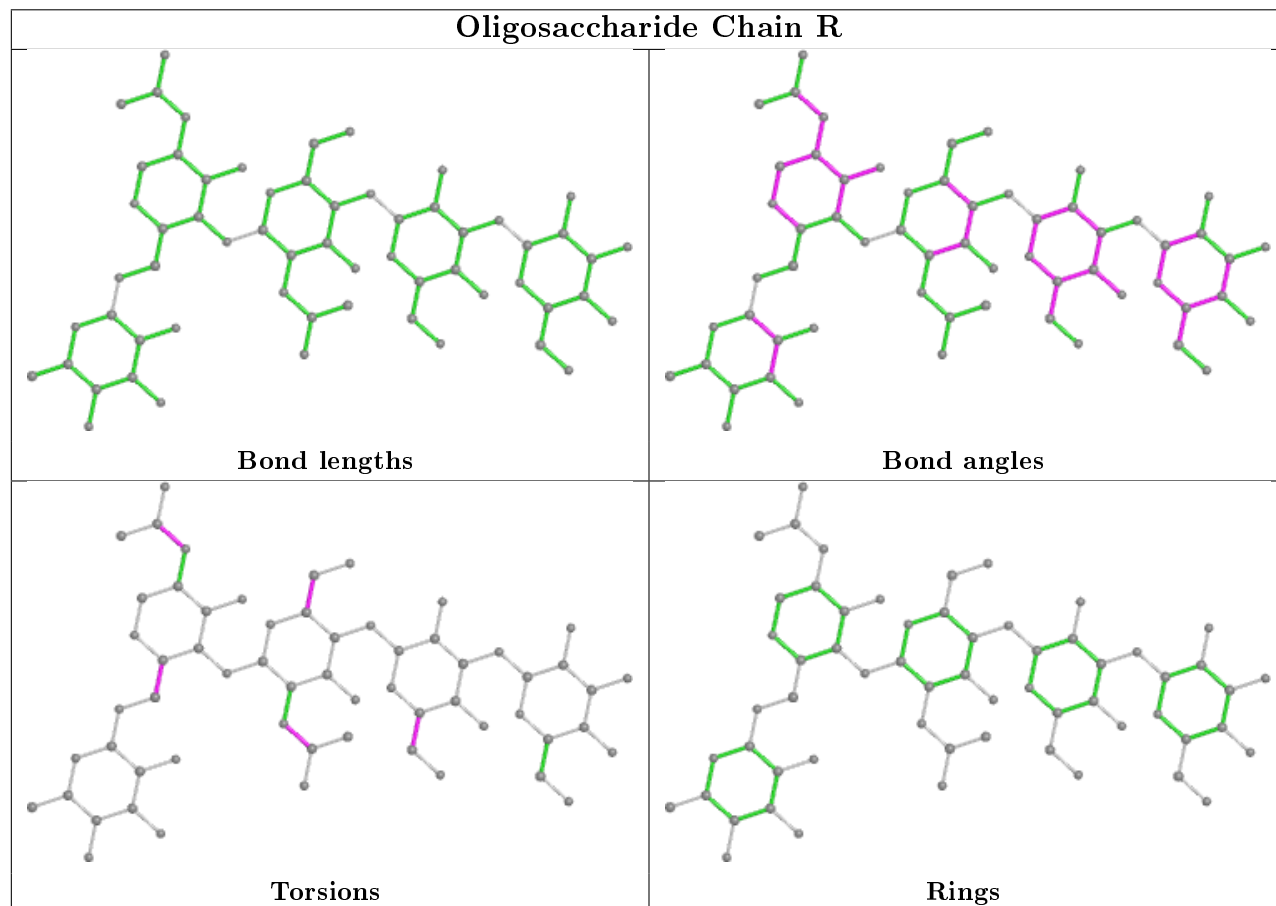 Oligosaccharide Chain R
Bond lengths
Bond angles
Torsions
Rings